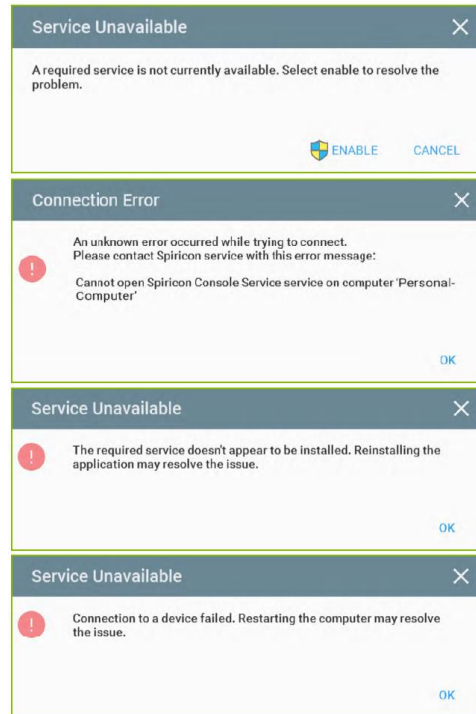 Service Unavailable
A required service is not currently available. Select enable to resolve the
problem.
ENABLE CANCEL
Connection Error
An unknown error occurred while trying to connect.
Please contact Spiricon service with this error message:
Cannot open Spiricon Console Service service on computer 'Personal-
Computer'
OK
Service Unavailable
The required service doesn't appear to be installed. Reinstalling the
application may resolve the issue.
OK
Service Unavailable
Connection to a device failed. Restarting the computer may resolve
the issue.
OK